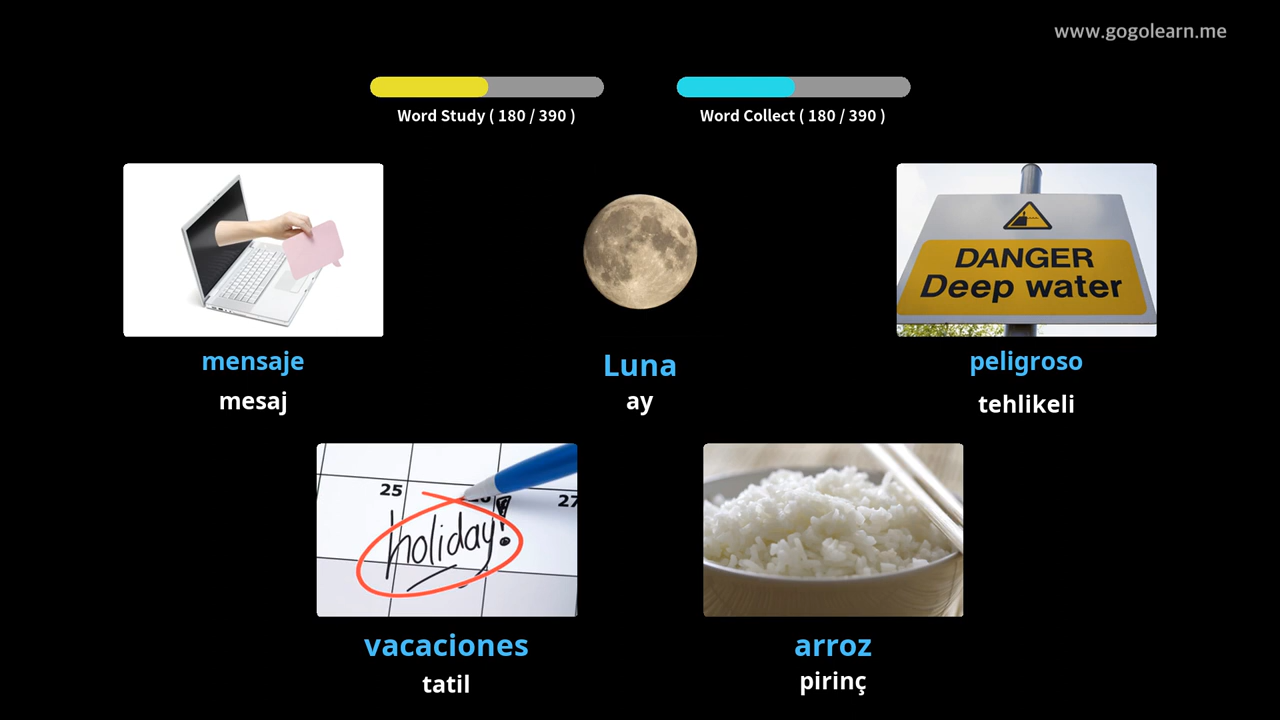 www.gogolearn.me
Word Study ( 180 / 390 )
Word Collect ( 180 / 390 )
DANGER
Deep water
mensaje
mesaj
Luna
ay
peligroso
tehlikeli
25
27
holiday!
vacaciones
tatil
arroz
pirinç